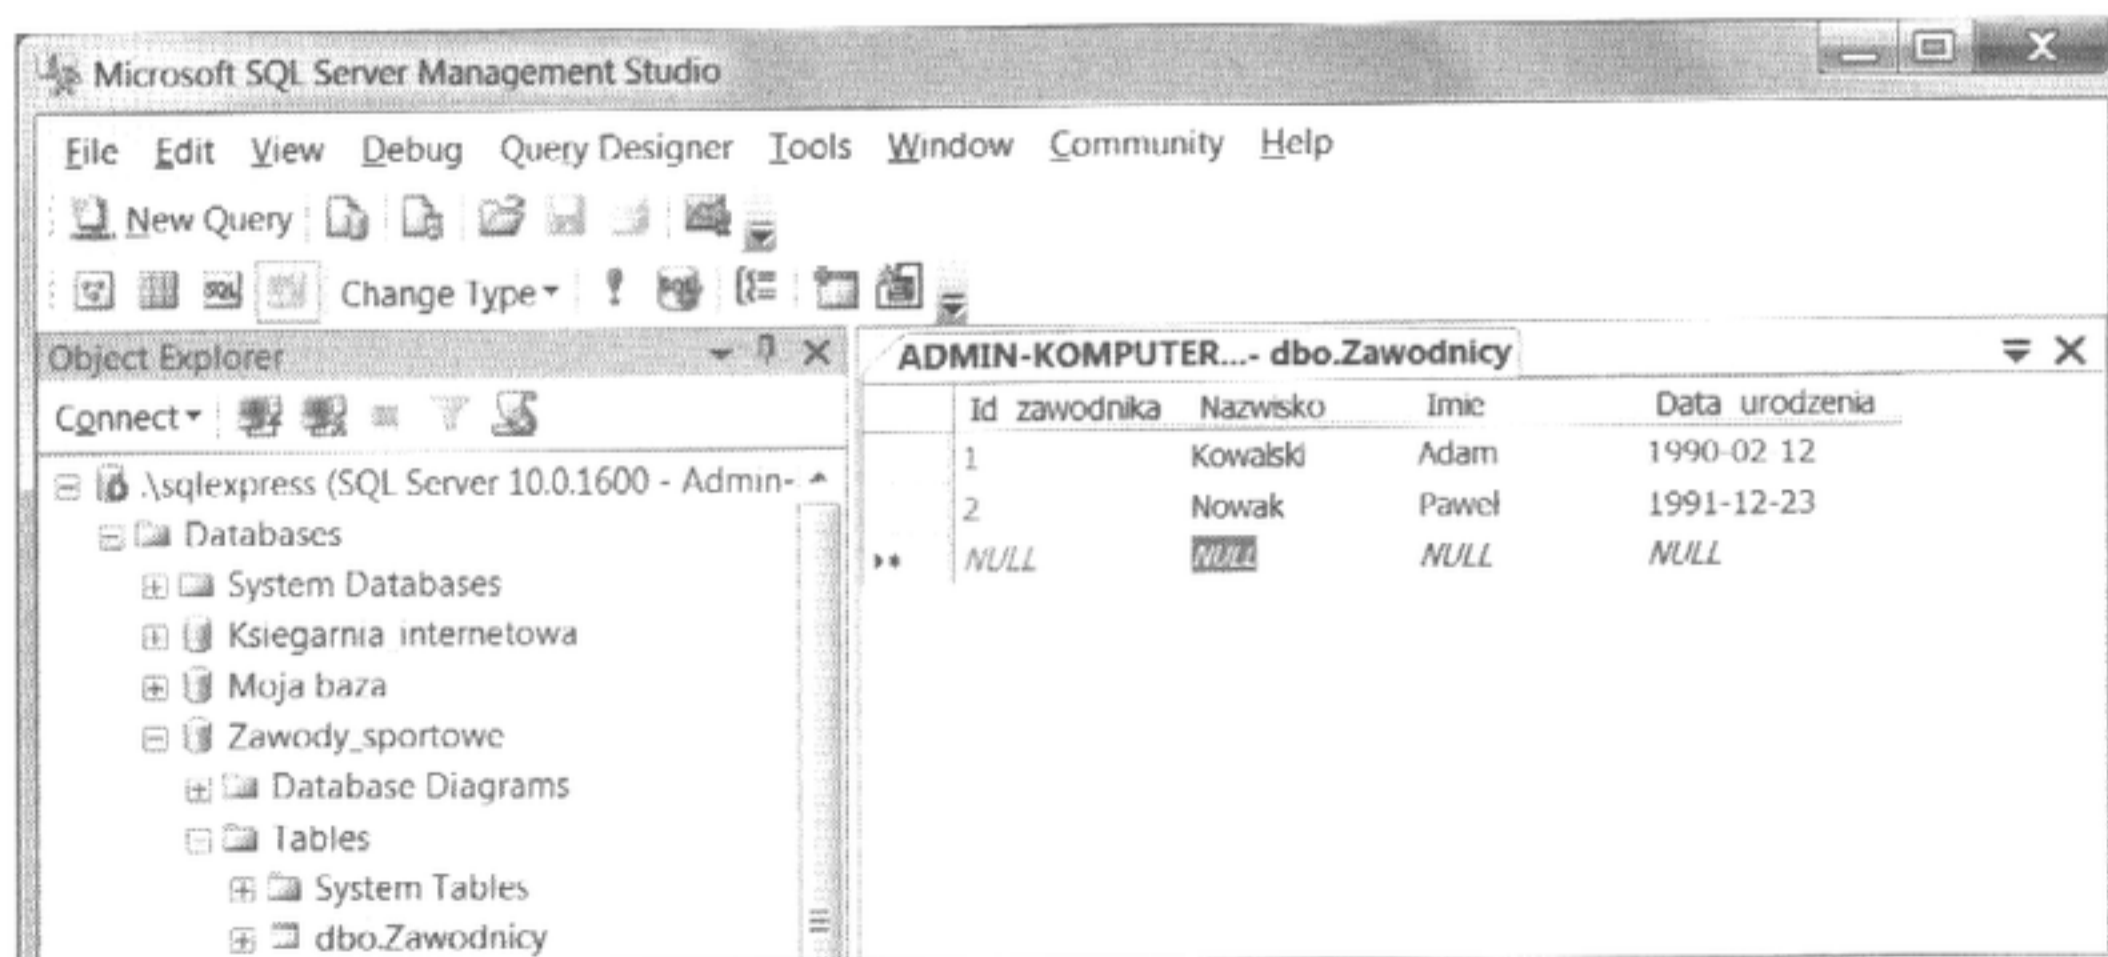 Microsoft SQL Server Management Studio
File Edit View Debug Query Designer Tools Window Community Help
New Query
Change Type
Object Explorer
Connect
.\sqlexpress (SQL Server 10.0.1600 - Admin-
Databases
System Databases
Ksiegarnia_internetowa
Moja baza
Zawody_sportowe
Database Diagrams
Tables
System Tables
dbo.Zawodnicy
ADMIN-KOMPUTER...- dbo.Zawodnicy
Id_zawodnika Nazwisko Imie Data_urodzenia
1 Kowalski Adam 1990-02-12
2 Nowak Paweł 1991-12-23
NULL NULL NULL NULL